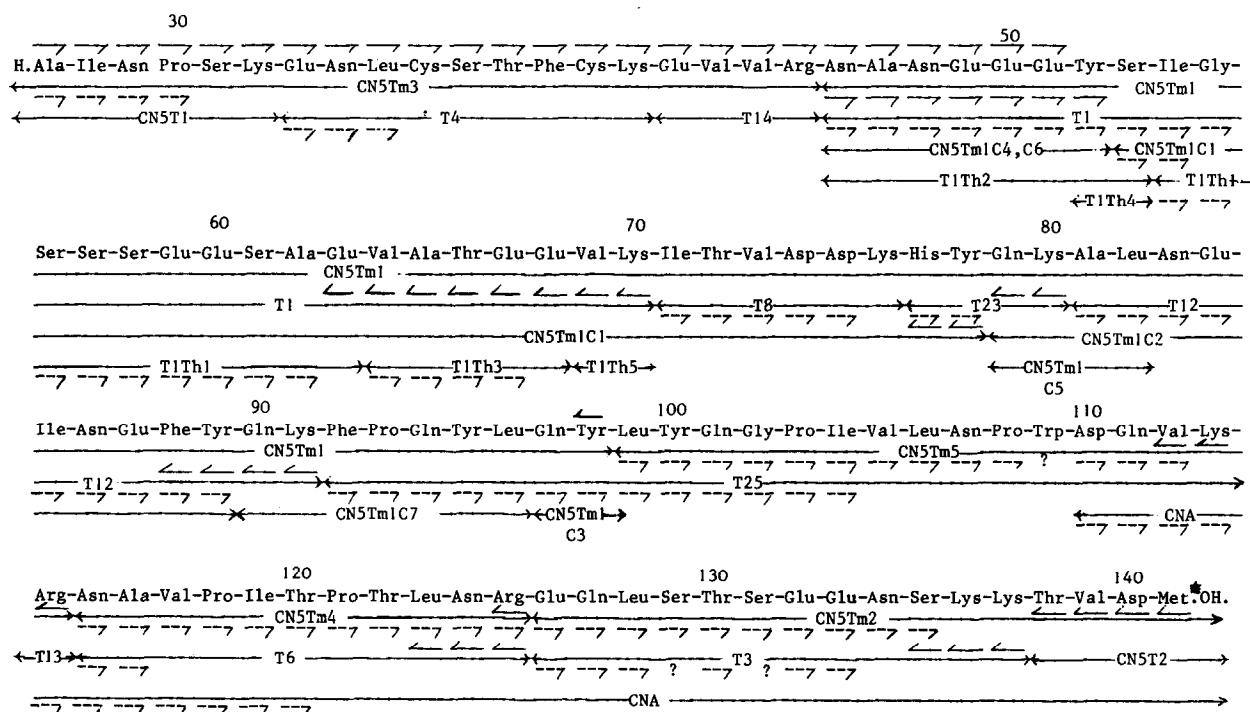 30 50
H.Ala-Ile-Asn Pro-Ser-Lys-Glu-Asn-Leu-Cys-Ser-Thr-Phe-Cys-Lys-Glu-Val-Val-Arg-Asn-Ala-Asn-Glu-Glu-Glu-Tyr-Ser-Ile-Gly-
CN5Tm3 CN5Tm1
CN5T1 T4 T14 T1
CN5Tm1C4,C6 CN5Tm1C1
T1Th2 T1Th1
T1Th4
60 70 80
Ser-Ser-Ser-Glu-Glu-Ser-Ala-Glu-Val-Ala-Thr-Glu-Glu-Val-Lys-Ile-Thr-Val-Asp-Asp-Lys-His-Tyr-Gln-Lys-Ala-Leu-Asn-Glu-
CN5Tm1
T1 T8 T23 T12
CN5Tm1C1 CN5Tm1C2
T1Th1 T1Th3 T1Th5 CN5Tm1
C5
90 100 110
Ile-Asn-Glu-Phe-Tyr-Gln-Lys-Phe-Pro-Gln-Tyr-Leu-Gln-Tyr-Leu-Tyr-Gln-Gly-Pro-Ile-Val-Leu-Asn-Pro-Trp-Asp-Gln-Val-Lys-
CN5Tm1 CN5Tm5 ?
T12 T25
CN5Tm1C7 CN5Tm1 CNA
C3
120 130 140
Arg-Asn-Ala-Val-Pro-Ile-Thr-Pro-Thr-Leu-Asn-Arg-Glu-Gln-Leu-Ser-Thr-Ser-Glu-Glu-Asn-Ser-Lys-Lys-Thr-Val-Asp-Met*.OH.
CN5Tm4 CN5Tm2
T13 T6 ? T3 ? CN5T2
CNA